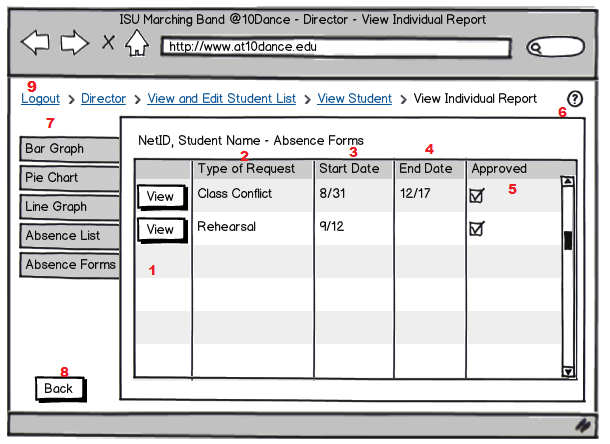 ISU Marching Band @10Dance - Director - View Individual Report
http://www.at10dance.edu
9
Logout > Director > View and Edit Student List > View Student > View Individual Report ?
6
7
NetID, Student Name - Absence Forms
2 3 4
Type of Request Start Date End Date Approved
5
View Class Conflict 8/31 12/17
View Rehearsal 9/12
1
Bar Graph
Pie Chart
Line Graph
Absence List
Absence Forms
8
Back